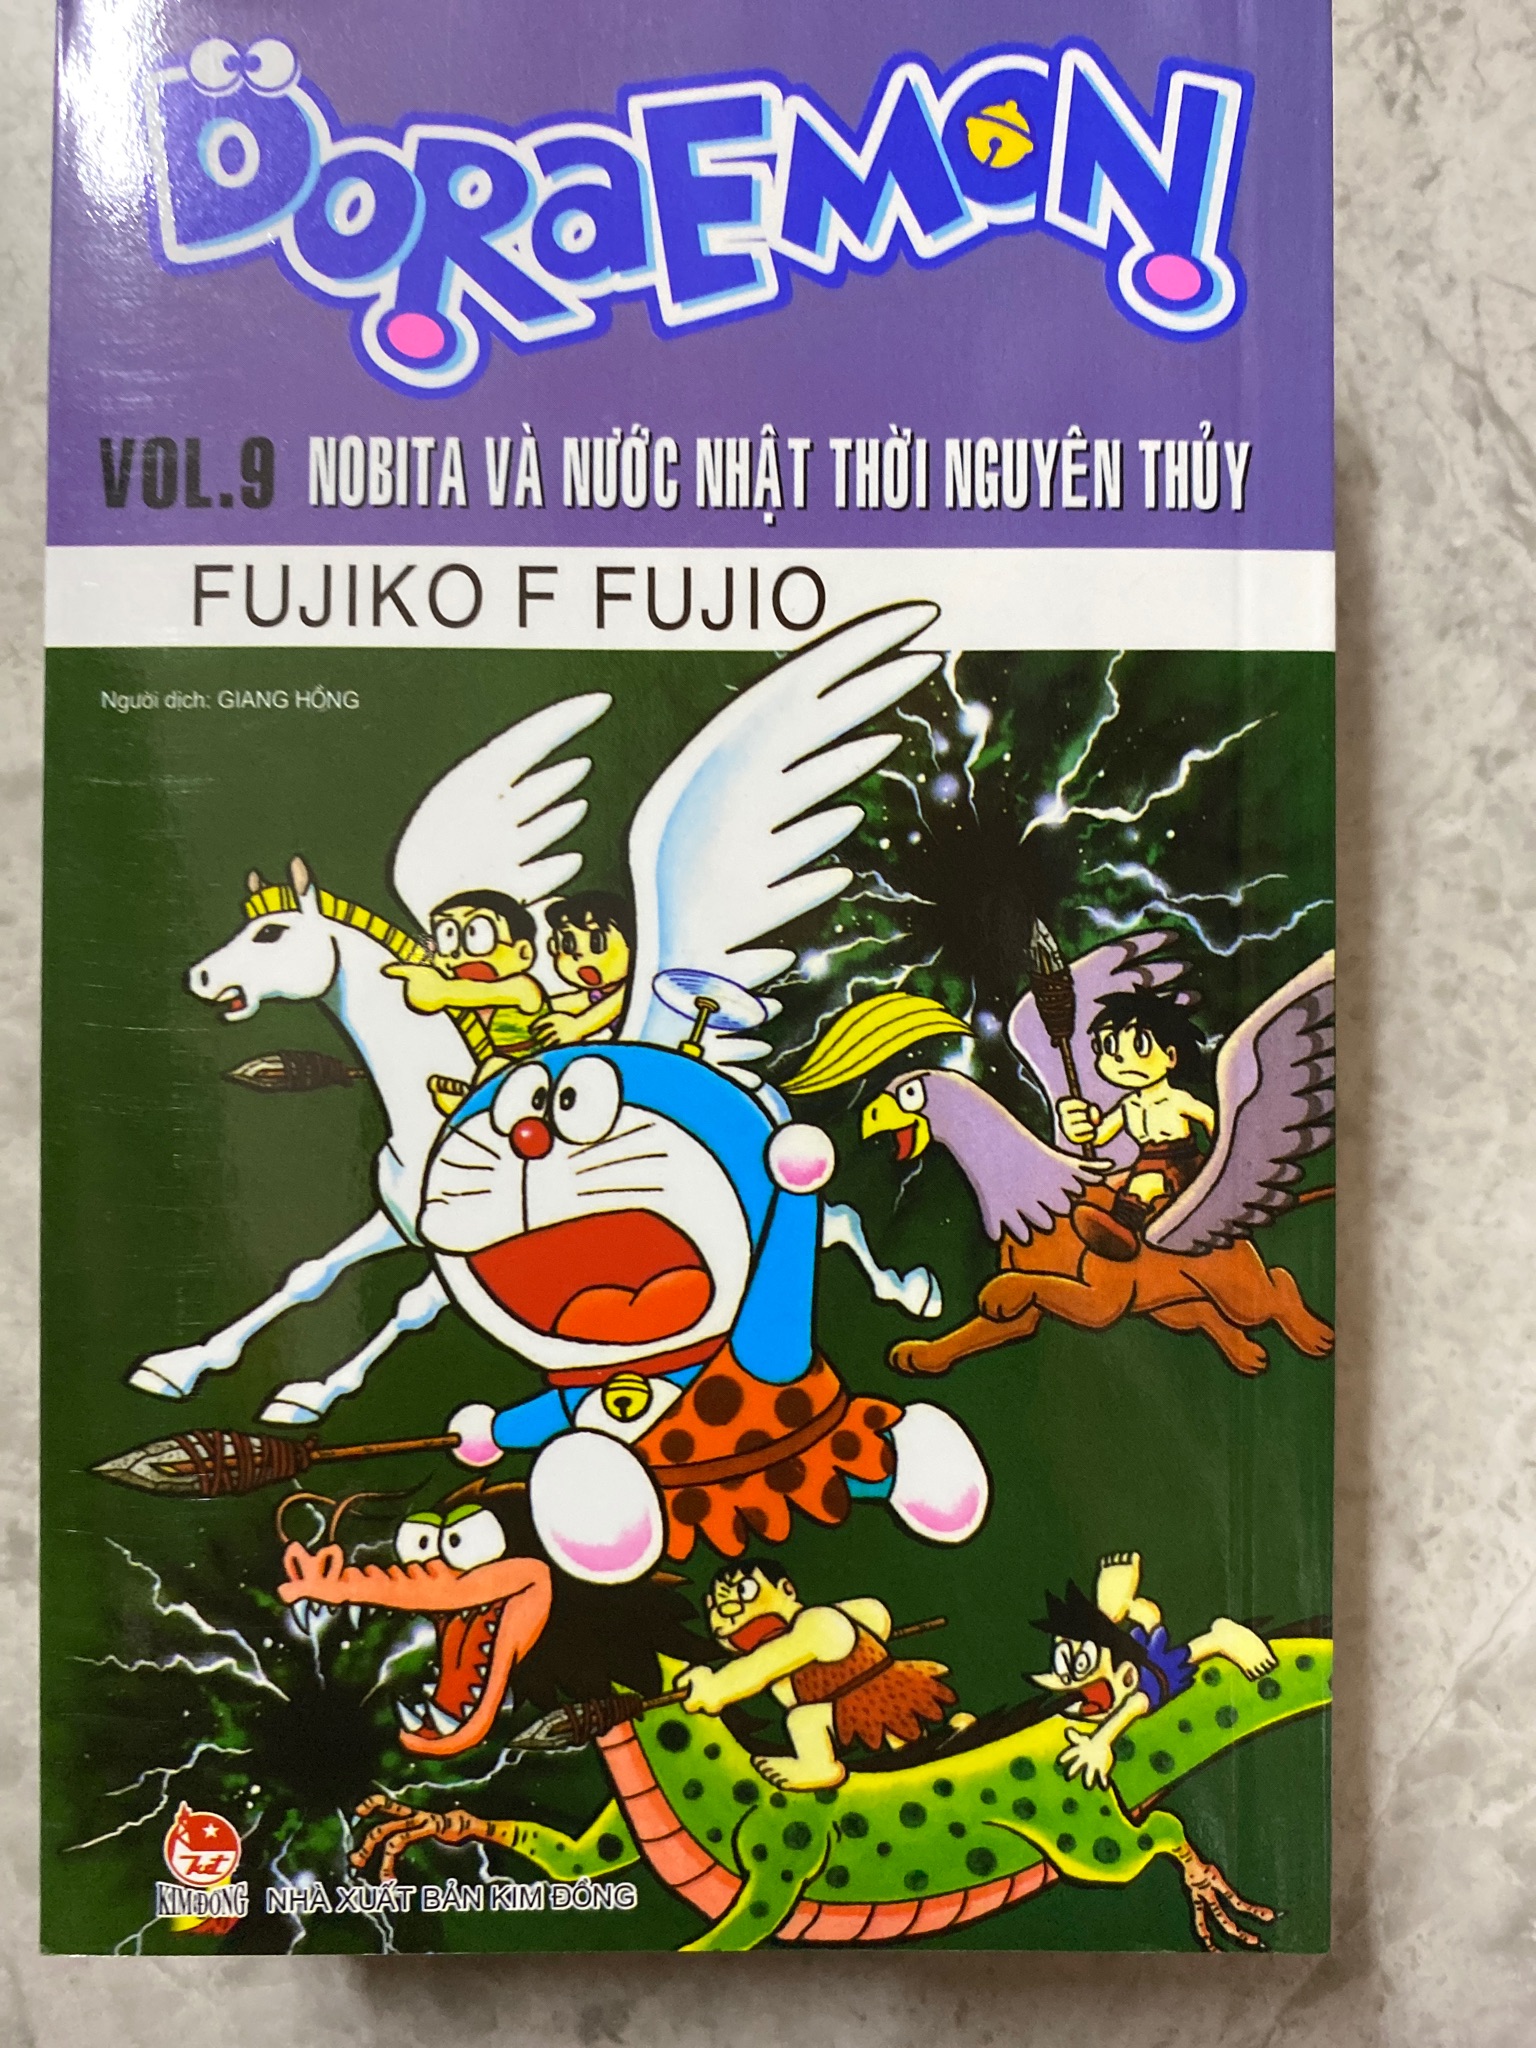 DORAEMON
VOL.9 NOBITA VÀ NƯỚC NHẬT THỜI NGUYÊN THỦY
FUJIKO F FUJIO
Người dịch: GIANG HỒNG
KIM ĐỒNG NHÀ XUẤT BẢN KIM ĐỒNG